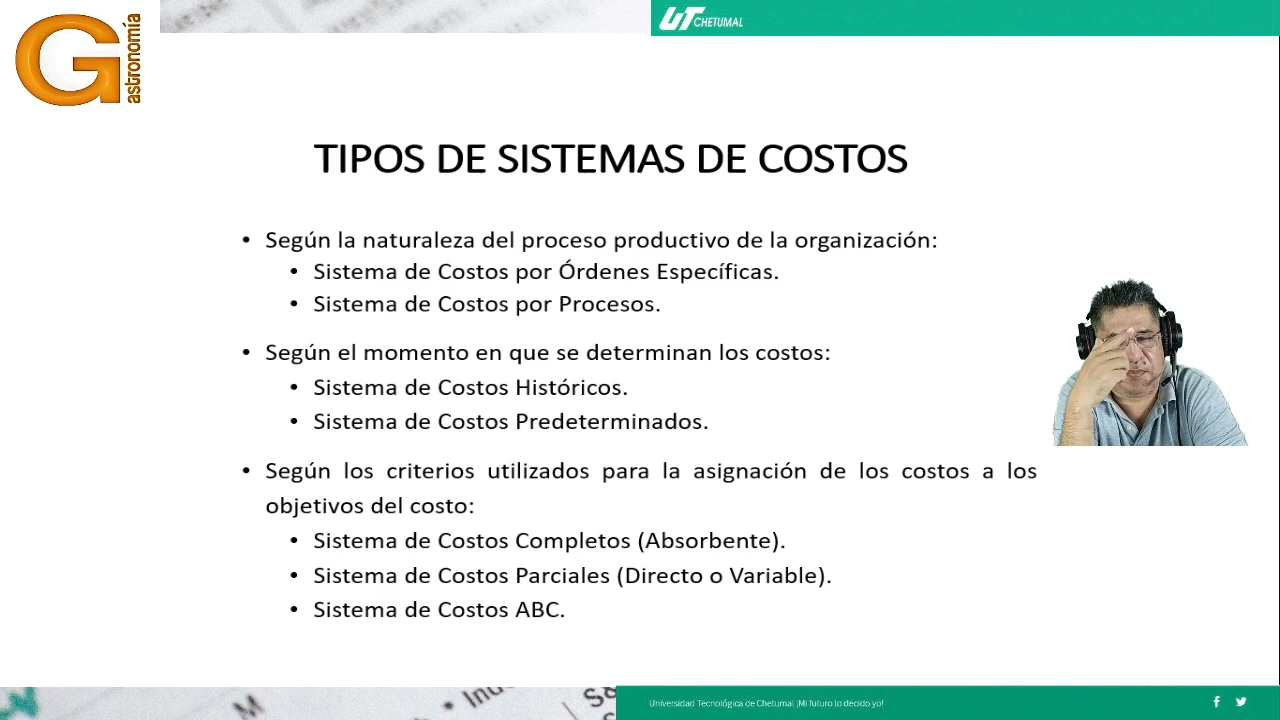 Gastronomía
UT CHETUMAL
TIPOS DE SISTEMAS DE COSTOS
• Según la naturaleza del proceso productivo de la organización:
• Sistema de Costos por Órdenes Específicas.
• Sistema de Costos por Procesos.
• Según el momento en que se determinan los costos:
• Sistema de Costos Históricos.
• Sistema de Costos Predeterminados.
• Según los criterios utilizados para la asignación de los costos a los
objetivos del costo:
• Sistema de Costos Completos (Absorbente).
• Sistema de Costos Parciales (Directo o Variable).
• Sistema de Costos ABC.
Universidad Tecnológica de Chetumal ¡Mi futuro lo decido yo!